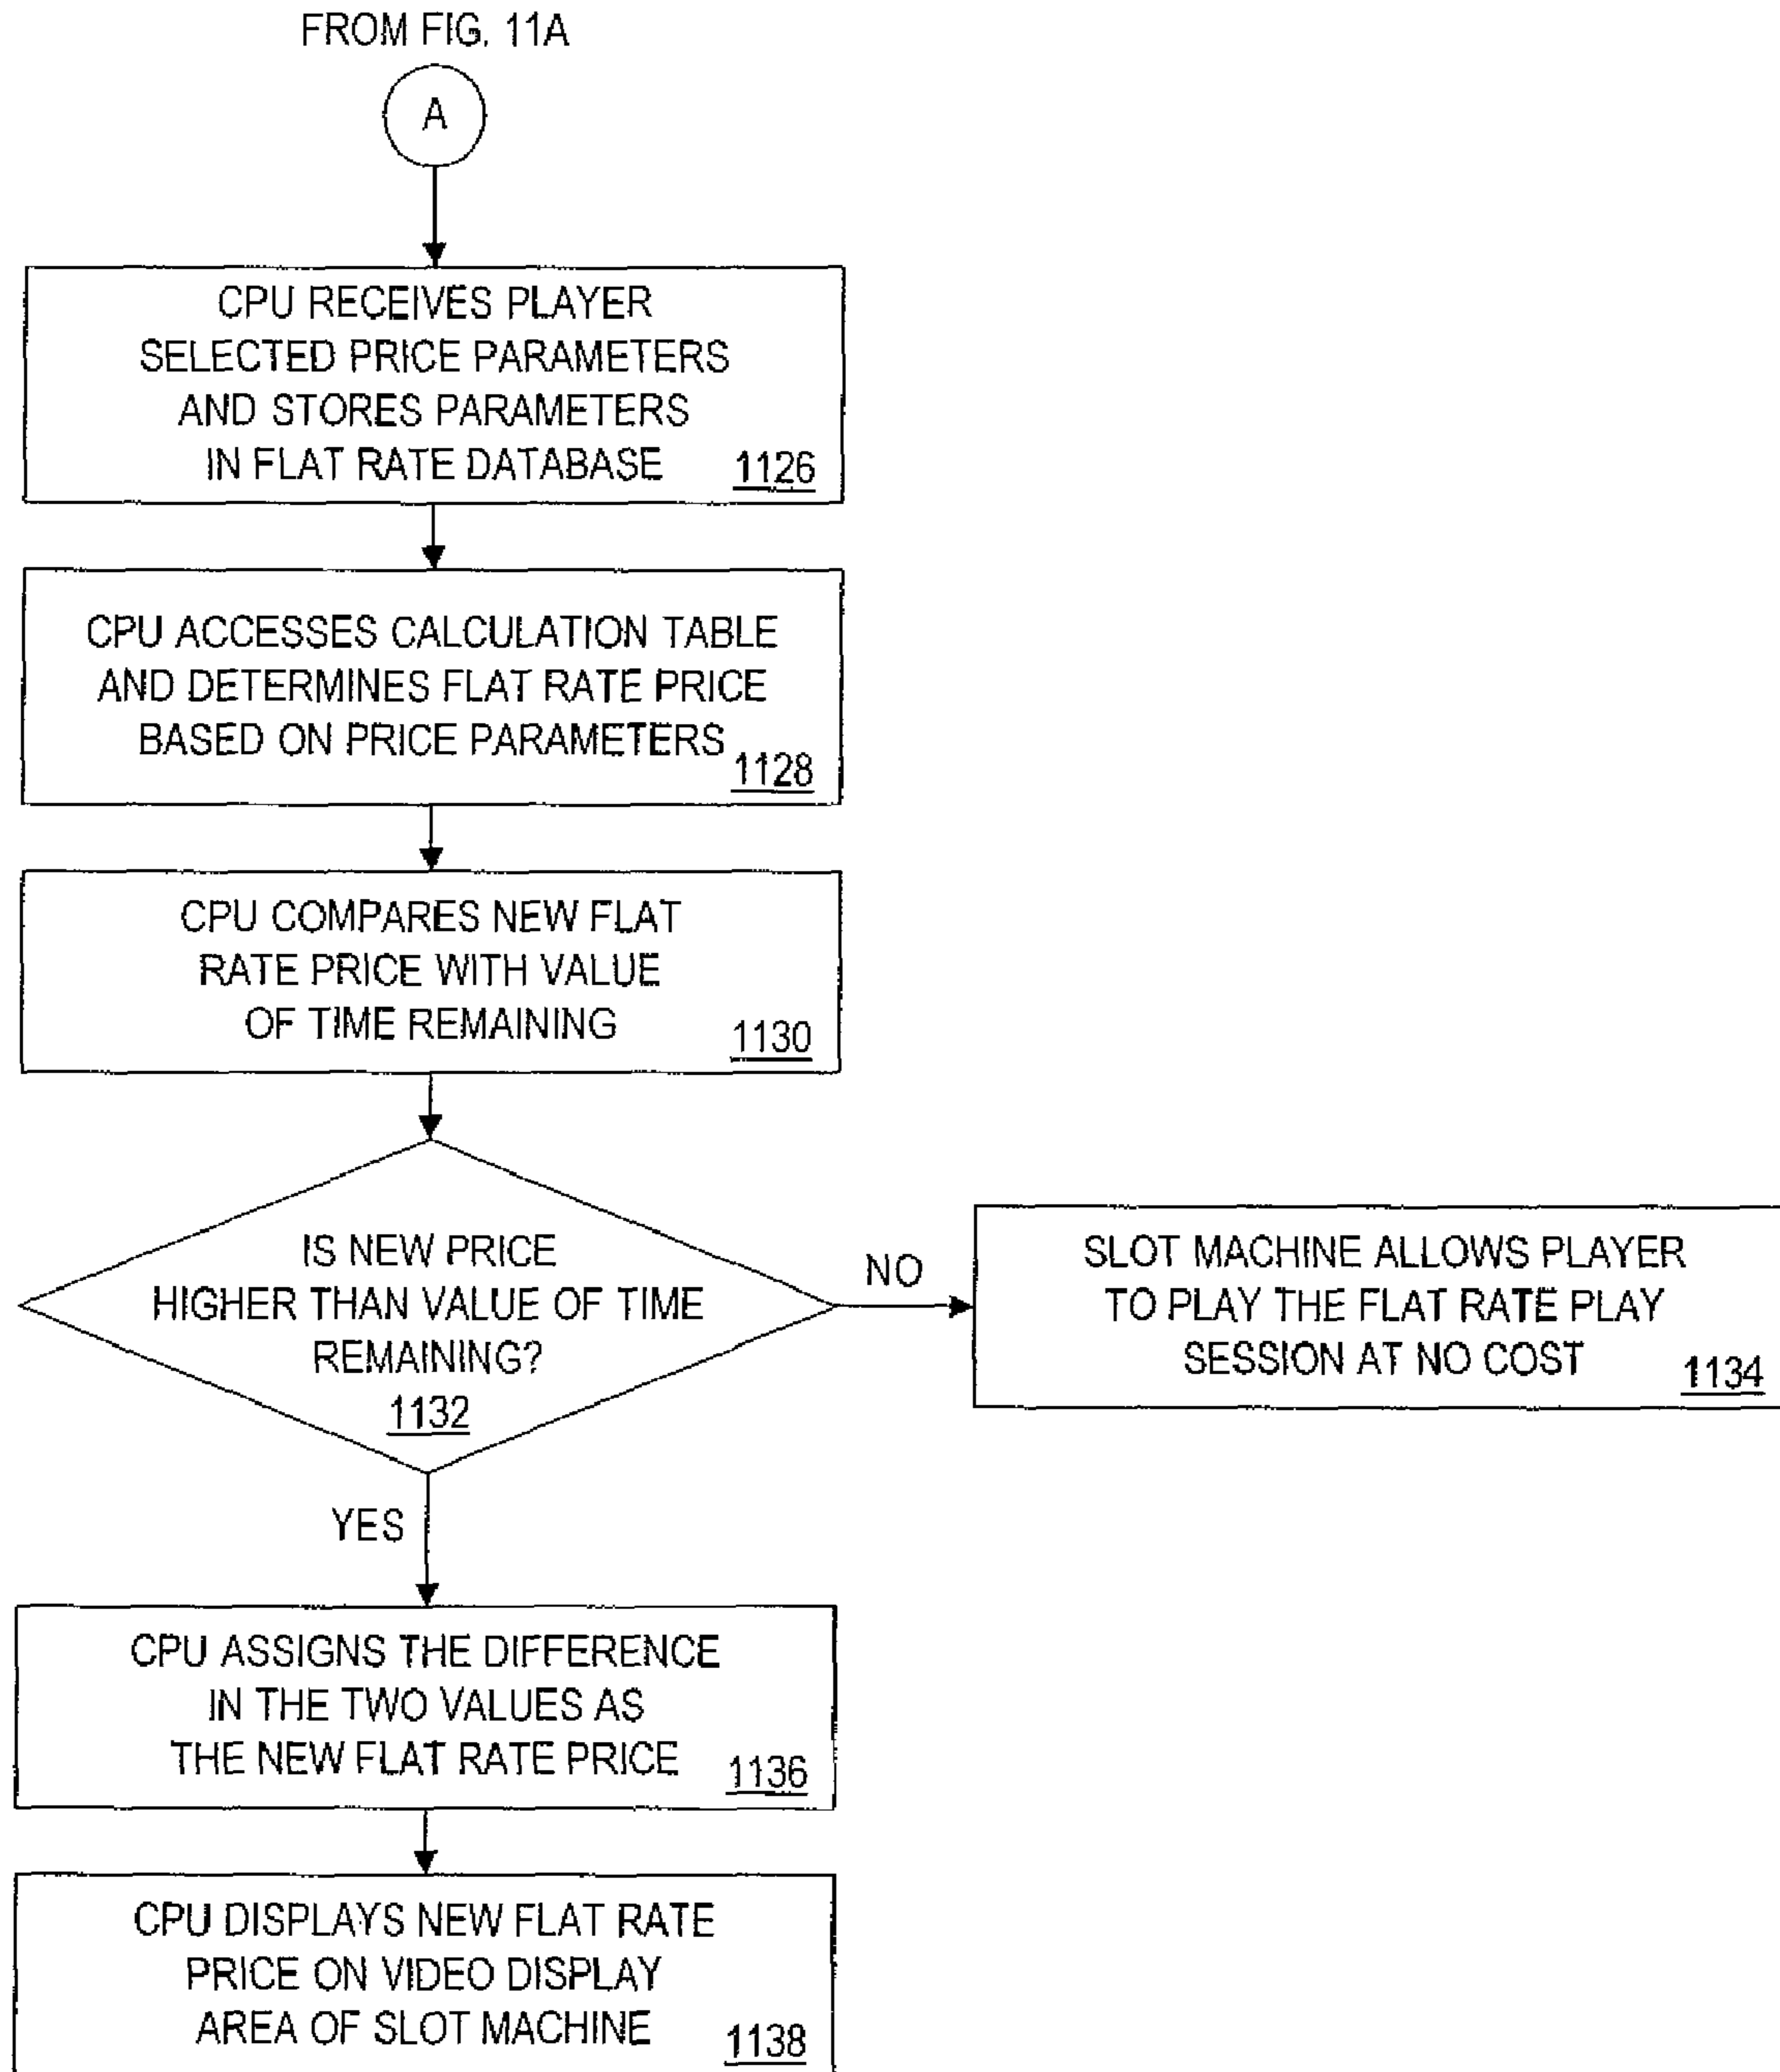 FROM FIG. 11A
A
CPU RECEIVES PLAYER
SELECTED PRICE PARAMETERS
AND STORES PARAMETERS
IN FLAT RATE DATABASE
1126
CPU ACCESSES CALCULATION TABLE
AND DETERMINES FLAT RATE PRICE
BASED ON PRICE PARAMETERS
1128
CPU COMPARES NEW FLAT
RATE PRICE WITH VALUE
OF TIME REMAINING
1130
IS NEW PRICE
HIGHER THAN VALUE OF TIME
REMAINING?
1132
NO
SLOT MACHINE ALLOWS PLAYER
TO PLAY THE FLAT RATE PLAY
SESSION AT NO COST
1134
YES
CPU ASSIGNS THE DIFFERENCE
IN THE TWO VALUES AS
THE NEW FLAT RATE PRICE
1136
CPU DISPLAYS NEW FLAT RATE
PRICE ON VIDEO DISPLAY
AREA OF SLOT MACHINE
1138